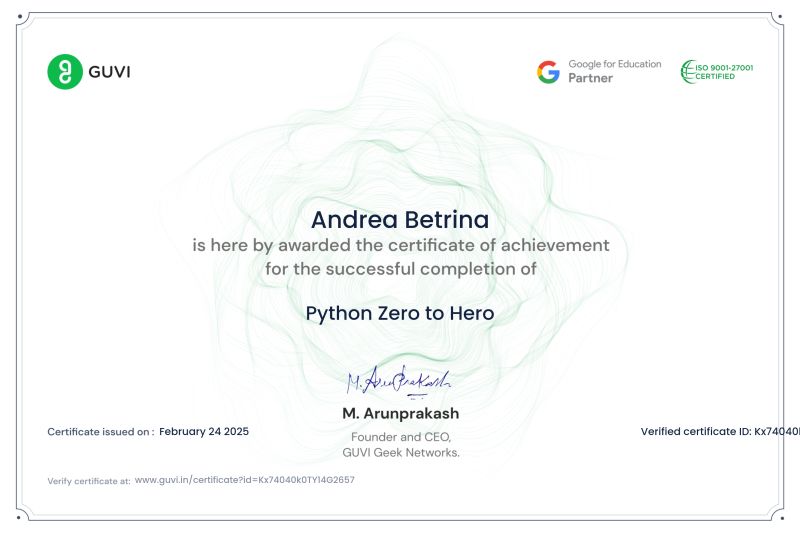 GUVI
Google for Education
Partner
ISO 9001-27001
CERTIFIED
Andrea Betrina
is here by awarded the certificate of achievement
for the successful completion of
Python Zero to Hero
M. Arunprakash
M. Arunprakash
Founder and CEO,
GUVI Geek Networks.
Certificate issued on : February 24 2025
Verified certificate ID: Kx74040
Verify certificate at: www.guvi.in/certificate?id=Kx74040k0TY14G2657